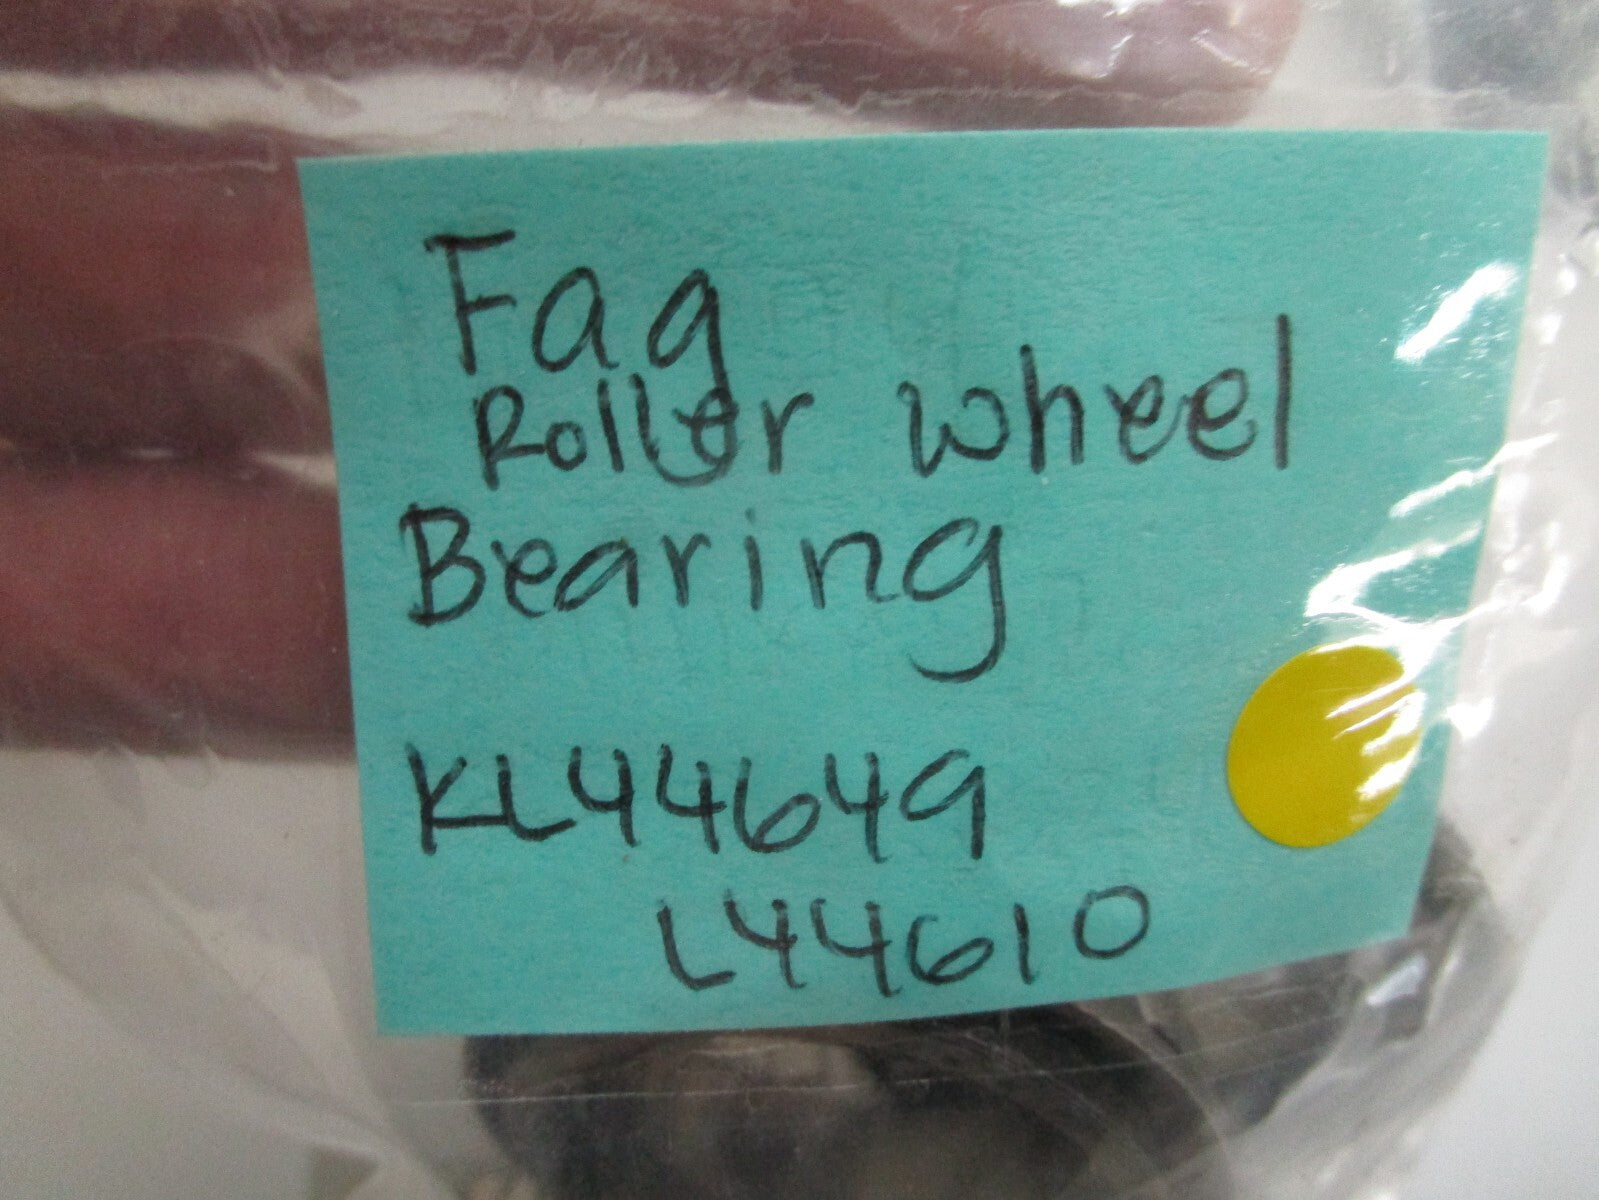 Fag
Roller wheel
Bearing
KL44649
L44610